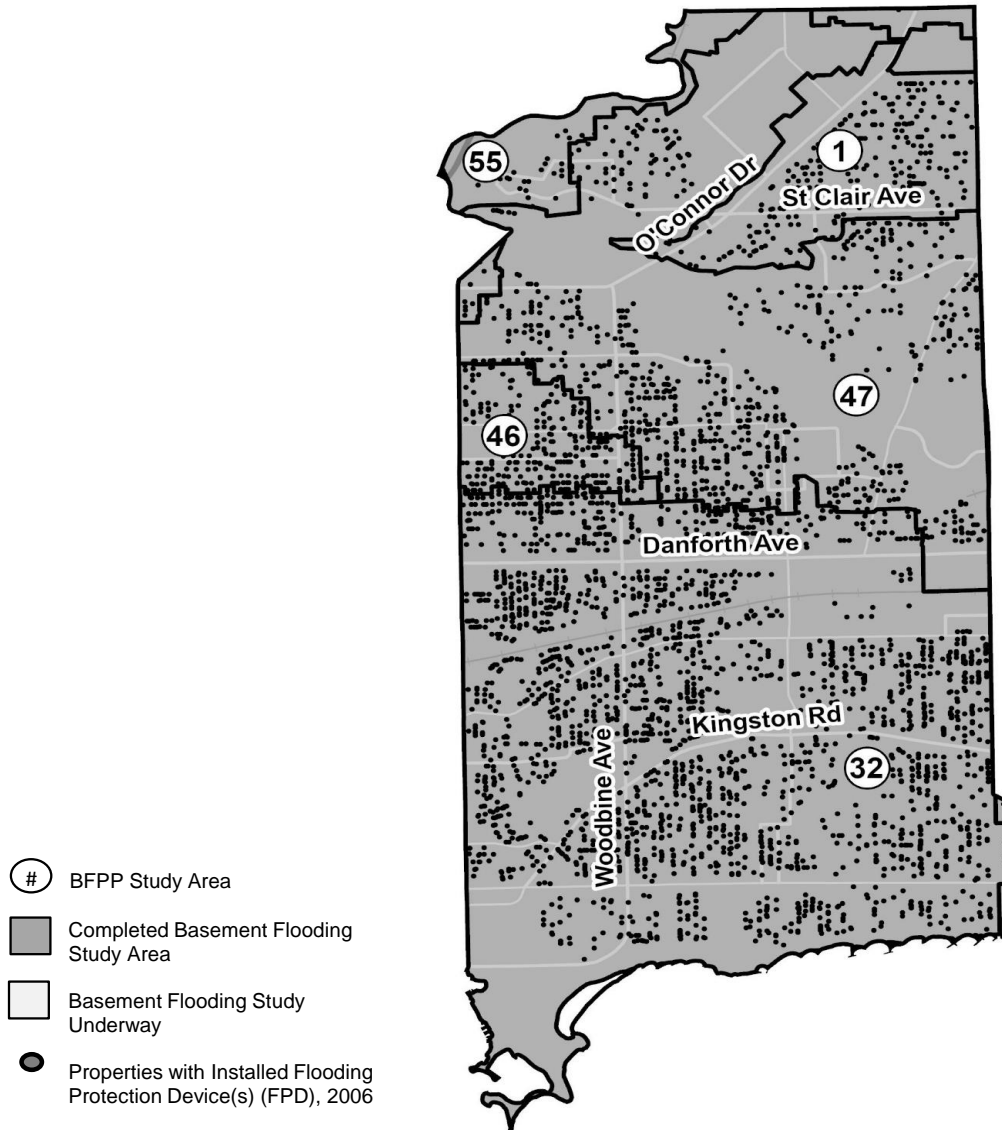 55
1
O'Connor Dr
St Clair Ave
47
46
Danforth Ave
Kingston Rd
Woodbine Ave
32
# BFPP Study Area
Completed Basement Flooding
Study Area
Basement Flooding Study
Underway
Properties with Installed Flooding
Protection Device(s) (FPD), 2006